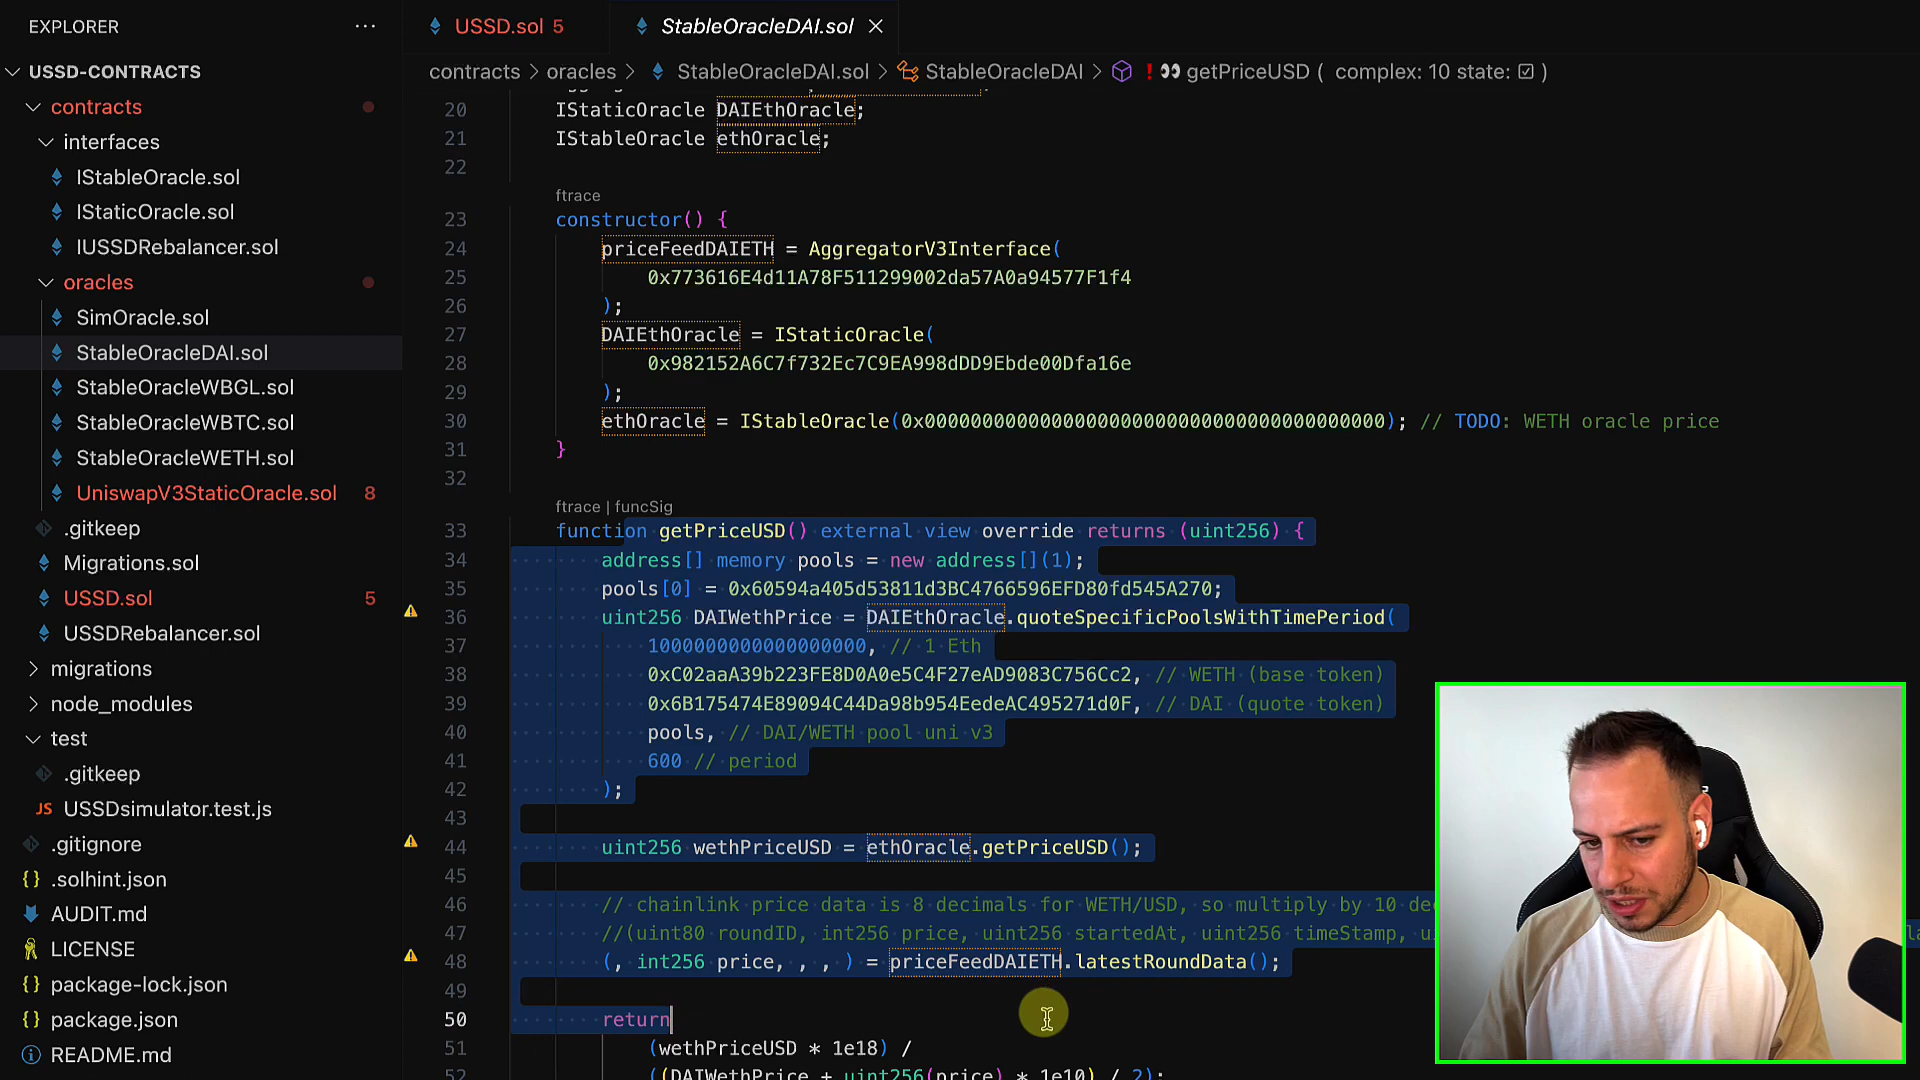 EXPLORER
USSD-CONTRACTS
contracts
interfaces
IStableOracle.sol
IStaticOracle.sol
IUSSDRebalancer.sol
oracles
SimOracle.sol
StableOracleDAI.sol
StableOracleWBGL.sol
StableOracleWBTC.sol
StableOracleWETH.sol
UniswapV3StaticOracle.sol 8
.gitkeep
Migrations.sol
USSD.sol 5
USSDRebalancer.sol
migrations
node_modules
test
.gitkeep
JS USSDsimulator.test.js
.gitignore
{} .solhint.json
AUDIT.md
LICENSE
{} package-lock.json
{} package.json
README.md
USSD.sol 5
StableOracleDAI.sol
contracts > oracles > StableOracleDAI.sol > StableOracleDAI > ! getPriceUSD ( complex: 10 state: ☑ )
20 IStaticOracle DAIEthOracle;
21 IStableOracle ethOracle;
22
ftrace
23 constructor() {
24 priceFeedDAIETH = AggregatorV3Interface(
25 0x773616E4d11A78F511299002da57A0a94577F1f4
26 );
27 DAIEthOracle = IStaticOracle(
28 0x982152A6C7f732Ec7C9EA998dDD9Ebde00Dfa16e
29 );
30 ethOracle = IStableOracle(0x0000000000000000000000000000000000000000); // TODO: WETH oracle price
31 }
32
ftrace | funcSig
33 function getPriceUSD() external view override returns (uint256) {
34 address[] memory pools = new address[](1);
35 pools[0] = 0x60594a405d53811d3BC4766596EFD80fd545A270;
36 uint256 DAIWethPrice = DAIEthOracle.quoteSpecificPoolsWithTimePeriod(
37 1000000000000000000, // 1 Eth
38 0xC02aaA39b223FE8D0A0e5C4F27eAD9083C756Cc2, // WETH (base token)
39 0x6B175474E89094C44Da98b954EedeAC495271d0F, // DAI (quote token)
40 pools, // DAI/WETH pool uni v3
41 600 // period
42 );
43
44 uint256 wethPriceUSD = ethOracle.getPriceUSD();
45
46 // chainlink price data is 8 decimals for WETH/USD, so multiply by 10
47 //(uint80 roundID, int256 price, uint256 startedAt, uint256 timeStamp,
48 (, int256 price, , , ) = priceFeedDAIETH.latestRoundData();
49
50 return
51 (wethPriceUSD * 1e18) /
52 ((DAIWethPrice + uint256(price) * 1e10) / 2);